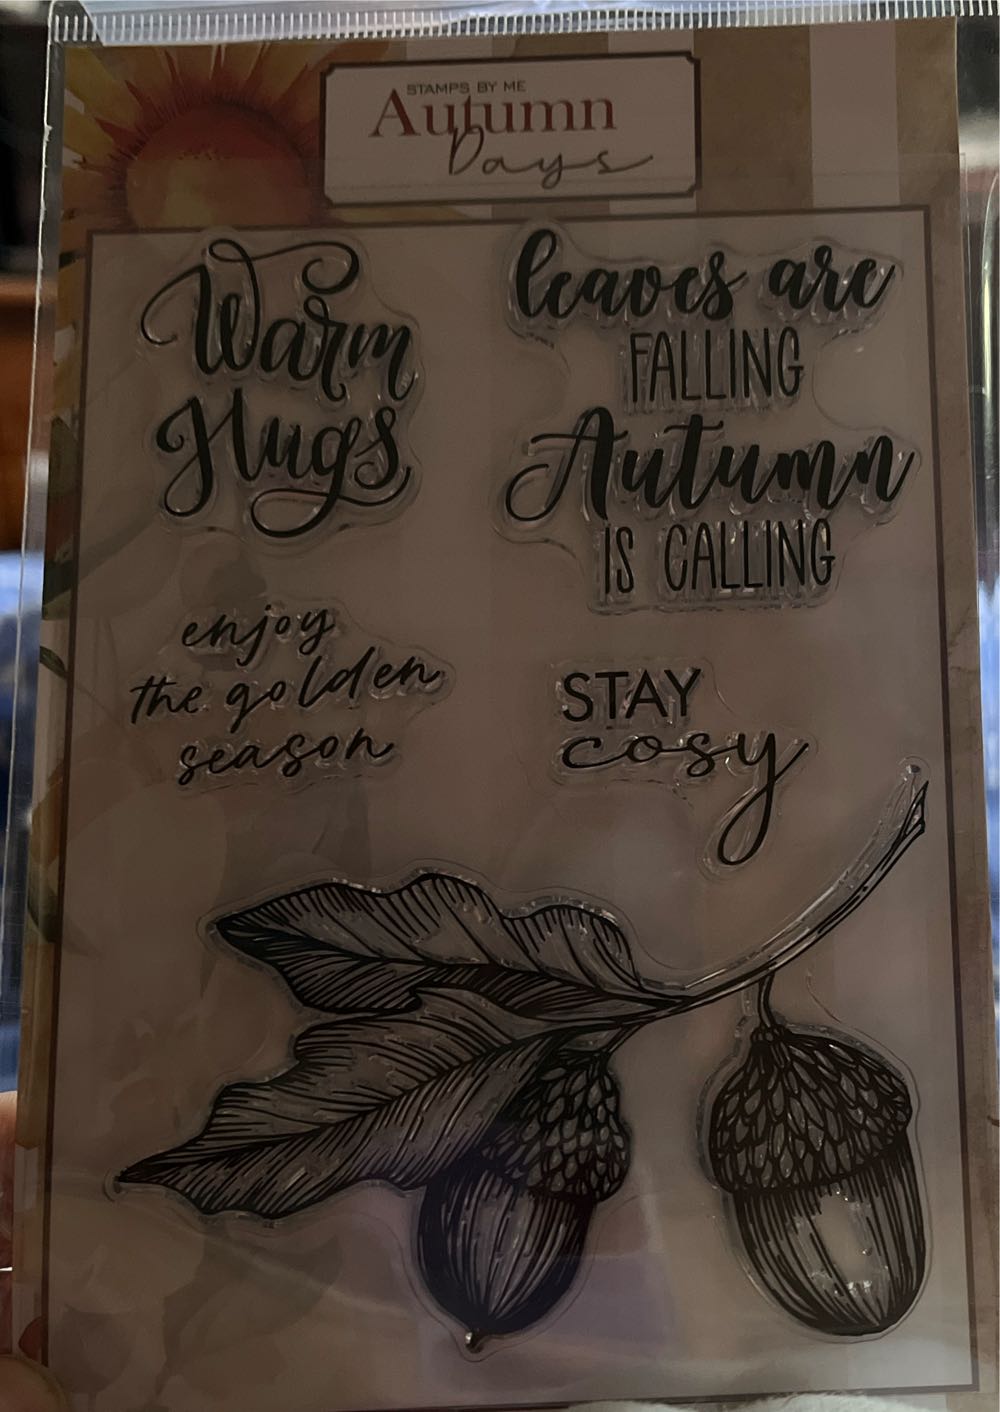 STAMPS BY ME
Autumn
Days
Warm
Hugs
leaves are
FALLING
Autumn
IS CALLING
enjoy
the golden
season
STAY
cosy